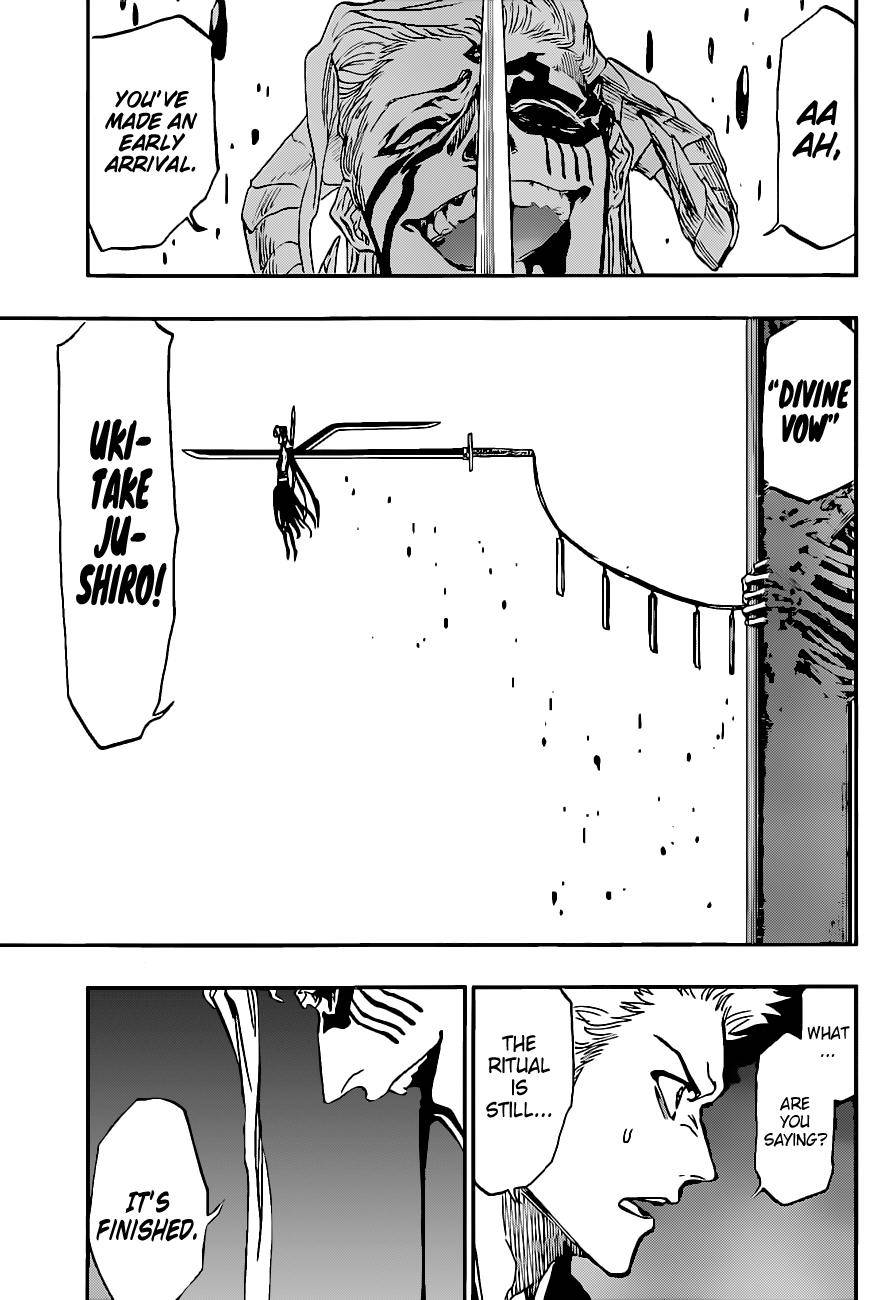 AA
AH,
YOU'VE
MADE AN
EARLY
ARRIVAL.
"DIVINE
VOW"
UKI-
TAKE
JU-
SHIRO!
WHAT
...
ARE
YOU
SAYING?
THE
RITUAL
IS
STILL...
IT'S
FINISHED.